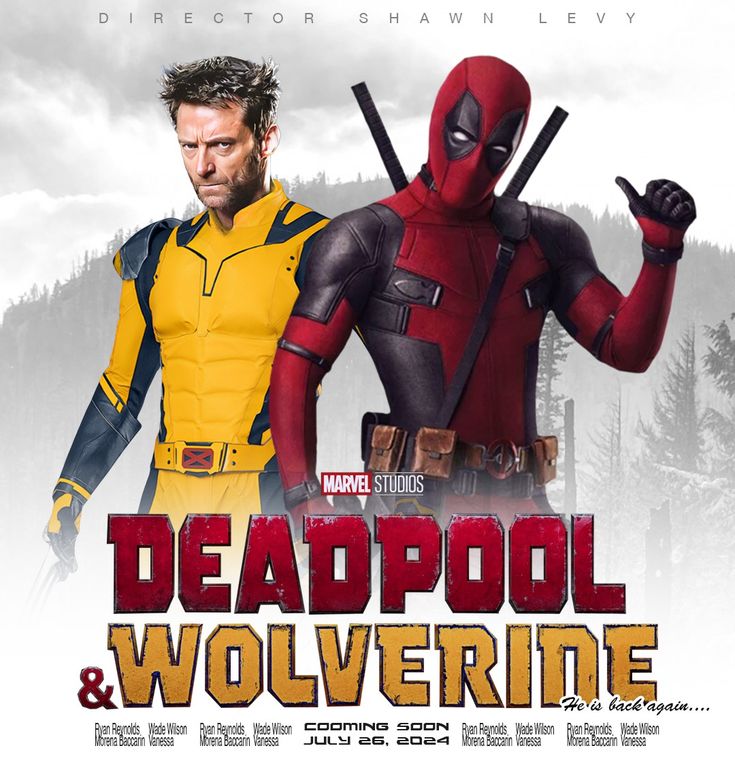 DIRECTOR SHAWN LEVY
MARVEL STUDIOS
DEADPOOL
& WOLVERINE
He is back again....
Ryan Reynolds Wade Wilson Ryan Reynolds Wade Wilson COOMING SOON Ryan Reynolds Wade Wilson Ryan Reynolds Wade Wilson
Morena Baccarin Vanessa Morena Baccarin Vanessa JULY 26, 2024 Morena Baccarin Vanessa Morena Baccarin Vanessa